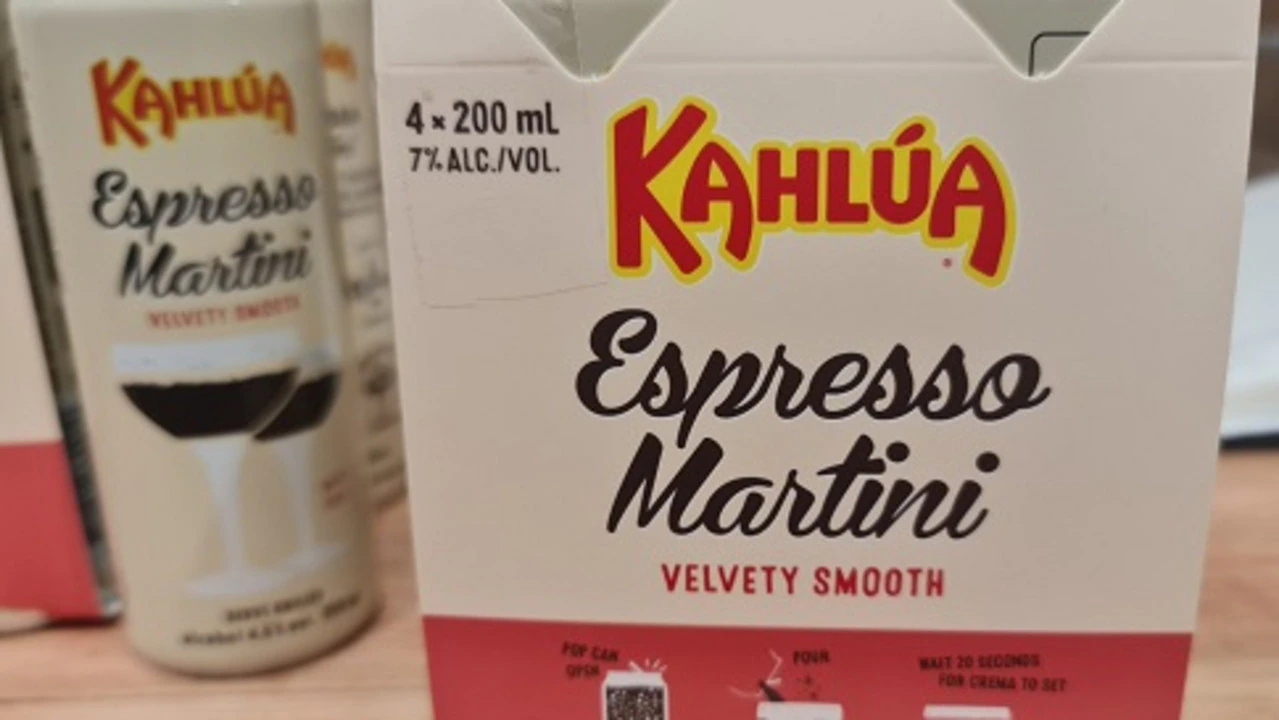 KAHLÚA
Espresso
Martini
VELVETY SMOOTH
4 × 200 mL
7% ALC./VOL.
KAHLÚA
Espresso
Martini
VELVETY SMOOTH
POP CAN
OPEN
POUR
WAIT 20 SECONDS
FOR CREMA TO SET